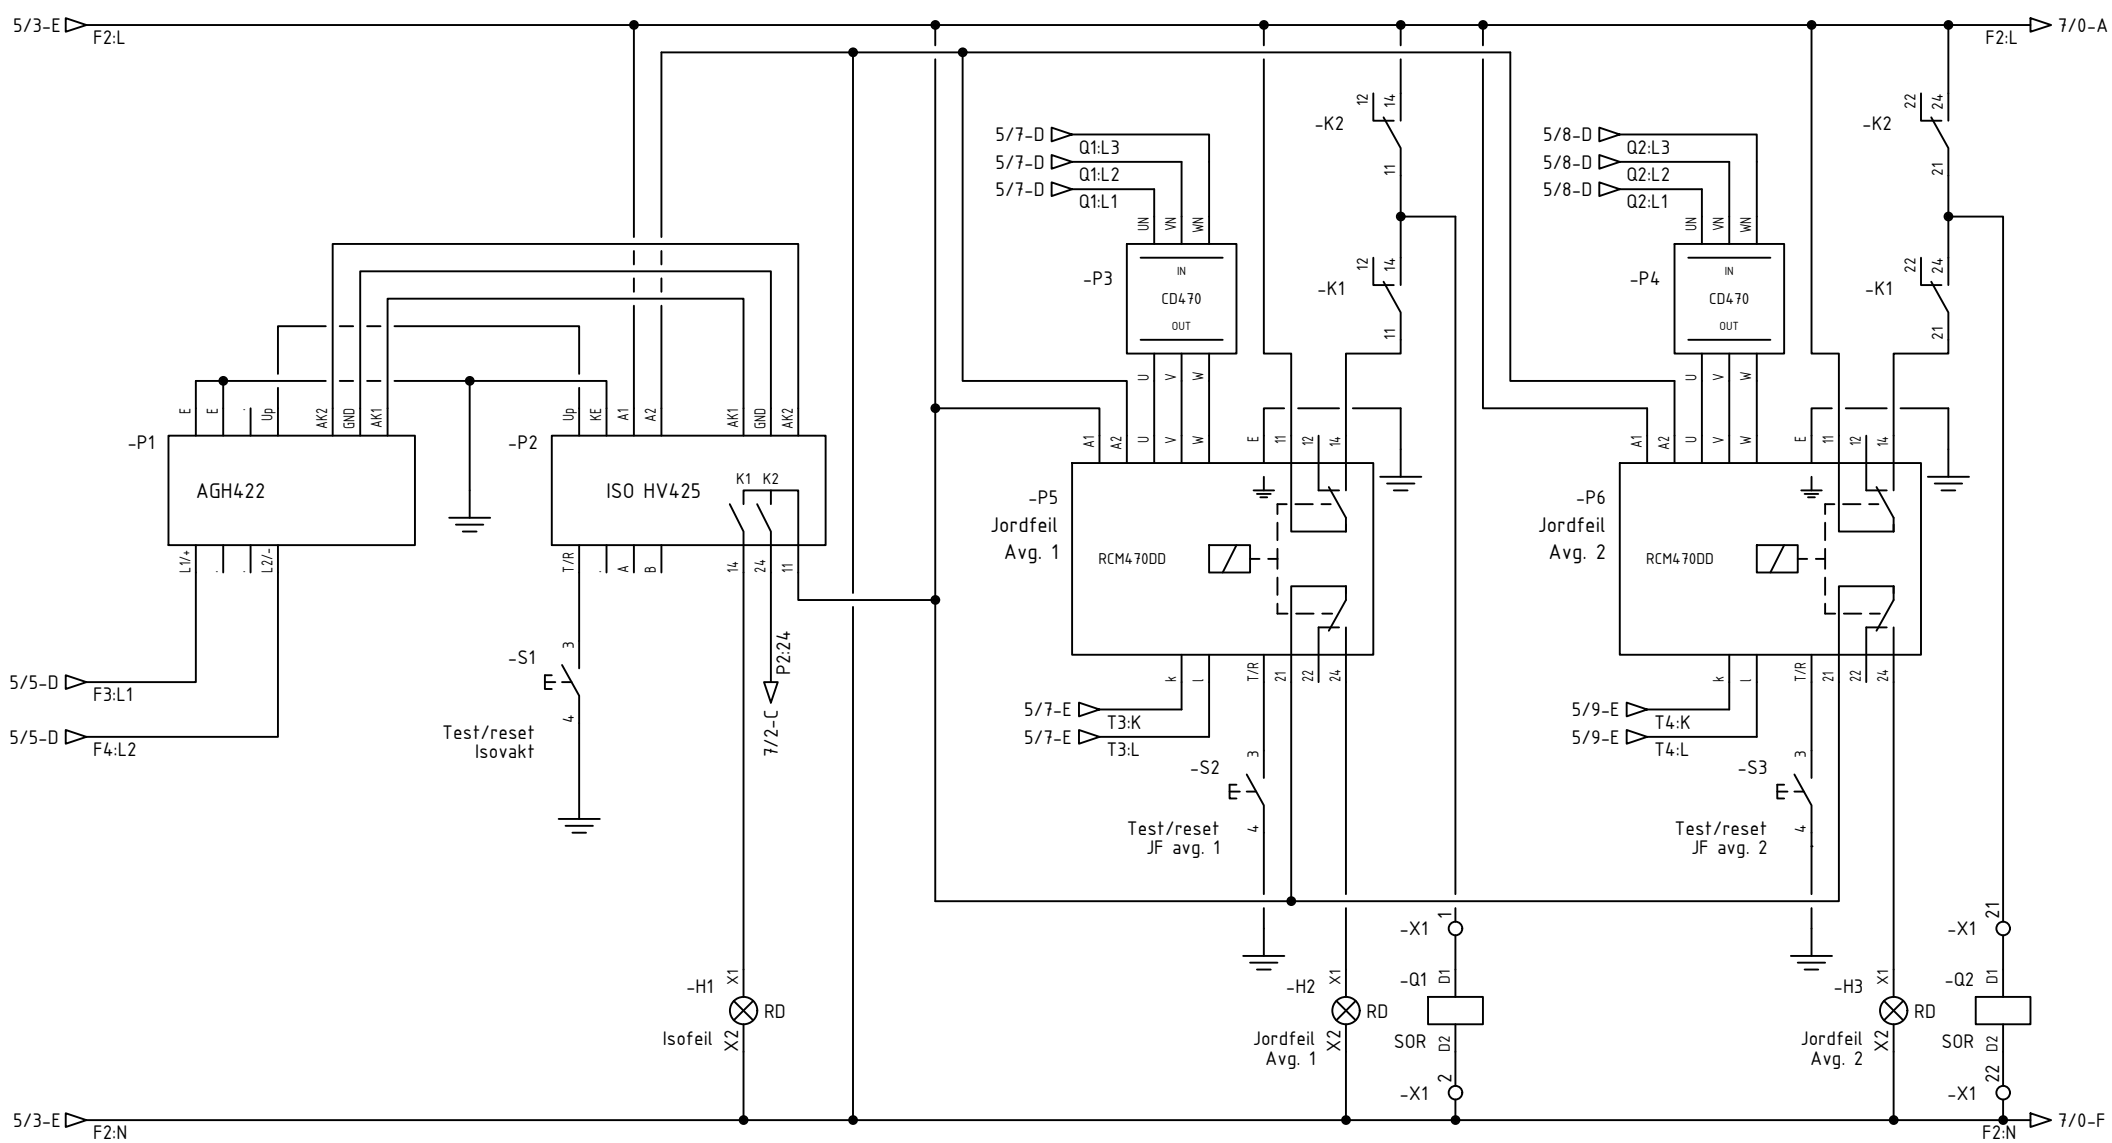 5/3-E
F2:L
F2:L
7/0-A
12
14
-K2
11
22
24
-K2
21
5/7-D
Q1:L3
5/7-D
Q1:L2
5/7-D
Q1:L1
5/8-D
Q2:L3
5/8-D
Q2:L2
5/8-D
Q2:L1
UN
VN
WN
-P3
IN
CD470
OUT
U
V
W
12
14
-K1
11
UN
VN
WN
-P4
IN
CD470
OUT
U
V
W
22
24
-K1
21
E
E
Up
AK2
GND
AK1
-P1
AGH422
L1/+
L2/-
Up
KE
A1
A2
AK1
GND
AK2
-P2
ISO HV425
K1
K2
T/R
A
B
14
24
11
A1
A2
U
V
W
E
11
12
14
-P5
Jordfeil
Avg. 1
RCM470DD
k
l
T/R
21
22
24
A1
A2
U
V
W
E
11
12
14
-P6
Jordfeil
Avg. 2
RCM470DD
k
l
T/R
21
22
24
5/5-D
F3:L1
5/5-D
F4:L2
3
-S1
4
Test/reset
Isovakt
P2:24
7/2-C
5/7-E
T3:K
5/7-E
T3:L
5/9-E
T4:K
5/9-E
T4:L
3
-S2
4
Test/reset
JF avg. 1
3
-S3
4
Test/reset
JF avg. 2
-H1
X1
RD
Isofeil
X2
-H2
X1
RD
Jordfeil
Avg. 1
X2
-X1
1
-Q1
D1
SOR
D2
-X1
2
-H3
X1
RD
Jordfeil
Avg. 2
X2
-X1
21
-Q2
D1
SOR
D2
-X1
22
5/3-E
F2:N
F2:N
7/0-F